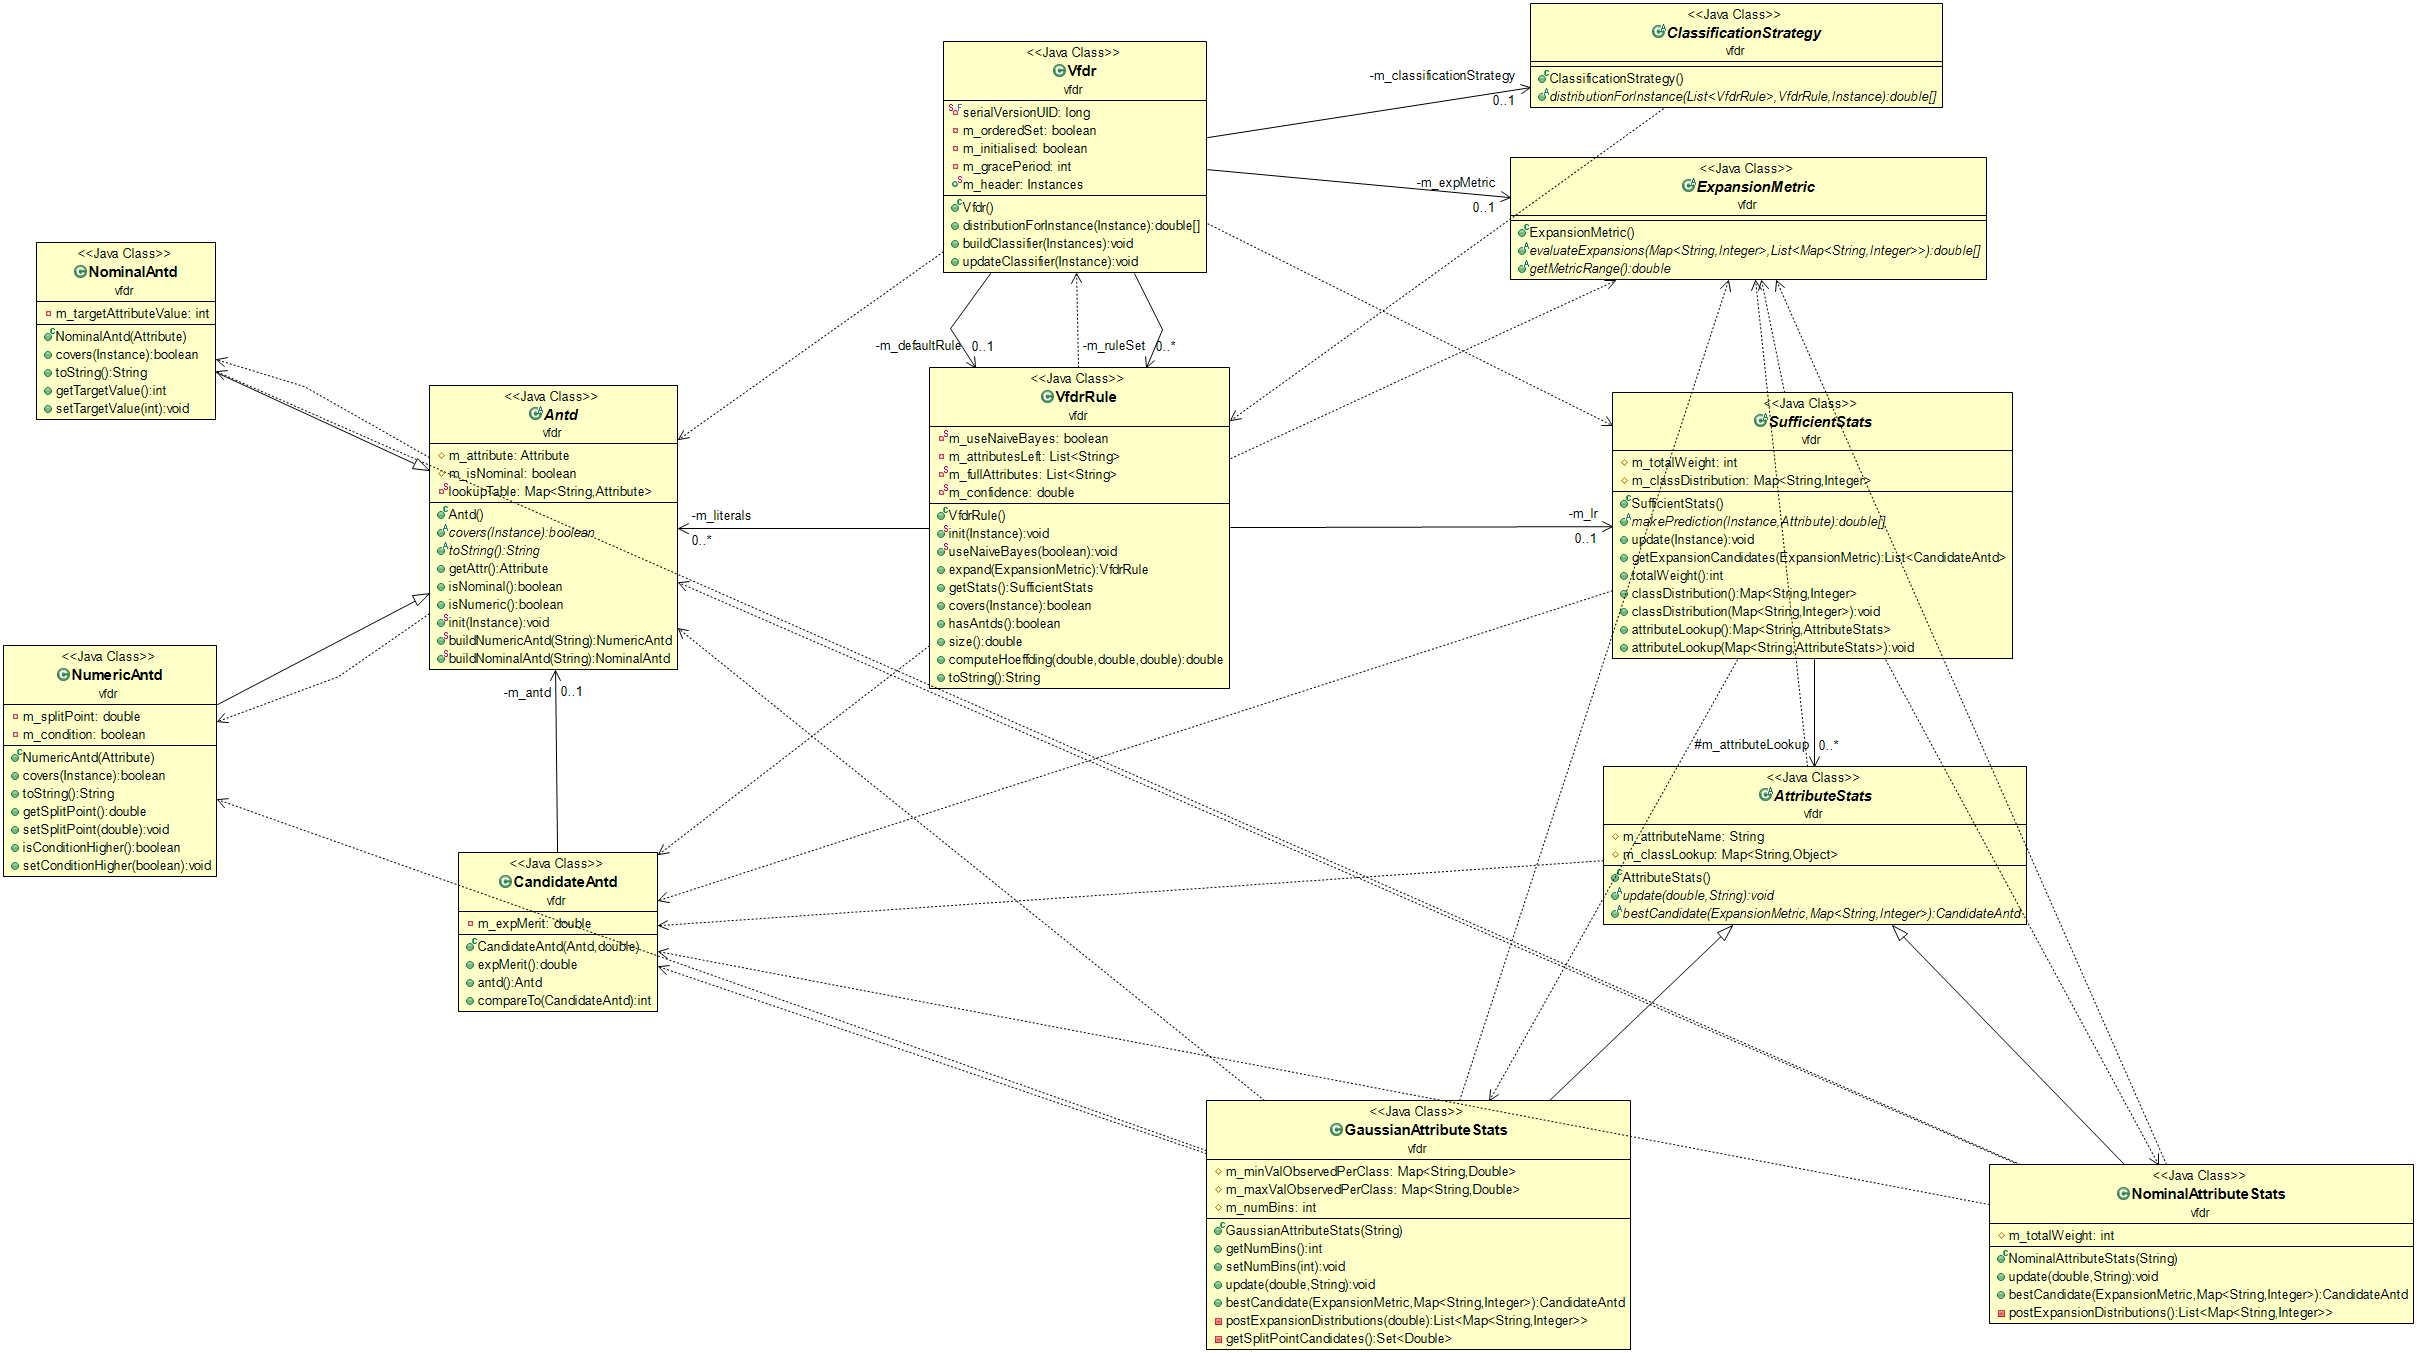 <<Java Class>>
ClassificationStrategy
vfdr
ClassificationStrategy()
distributionForInstance(List<VfdrRule>,VfdrRule,Instance):double[]
<<Java Class>>
Vfdr
vfdr
serialVersionUID: long
m_orderedSet: boolean
m_initialised: boolean
m_gracePeriod: int
m_header: Instances
Vfdr()
distributionForInstance(Instance):double[]
buildClassifier(Instances):void
updateClassifier(Instance):void
-m_classificationStrategy
0..1
-m_expMetric
0..1
<<Java Class>>
ExpansionMetric
vfdr
ExpansionMetric()
evaluateExpansions(Map<String,Integer>,List<Map<String,Integer>>):double[]
getMetricRange():double
<<Java Class>>
NominalAntd
vfdr
m_targetAttributeValue: int
NominalAntd(Attribute)
covers(Instance):boolean
toString():String
getTargetValue():int
setTargetValue(int):void
-m_defaultRule
0..1
-m_ruleSet
0..*
<<Java Class>>
Antd
vfdr
m_attribute: Attribute
m_isNominal: boolean
lookupTable: Map<String,Attribute>
Antd()
covers(Instance):boolean
toString():String
getAttr():Attribute
isNominal():boolean
isNumeric():boolean
init(Instance):void
buildNumericAntd(String):NumericAntd
buildNominalAntd(String):NominalAntd
<<Java Class>>
VfdrRule
vfdr
m_useNaiveBayes: boolean
m_attributesLeft: List<String>
m_fullAttributes: List<String>
m_confidence: double
VfdrRule()
init(Instance):void
useNaiveBayes(boolean):void
expand(ExpansionMetric):VfdrRule
getStats():SufficientStats
covers(Instance):boolean
hasAntds():boolean
size():double
computeHoeffding(double,double,double):double
toString():String
-m_literals
0..*
-m_lr
0..1
<<Java Class>>
SufficientStats
vfdr
m_totalWeight: int
m_classDistribution: Map<String,Integer>
SufficientStats()
makePrediction(Instance,Attribute):double[]
update(Instance):void
getExpansionCandidates(ExpansionMetric):List<CandidateAntd>
totalWeight():int
classDistribution():Map<String,Integer>
classDistribution(Map<String,Integer>):void
attributeLookup():Map<String,AttributeStats>
attributeLookup(Map<String,AttributeStats>):void
<<Java Class>>
NumericAntd
vfdr
m_splitPoint: double
m_condition: boolean
NumericAntd(Attribute)
covers(Instance):boolean
toString():String
getSplitPoint():double
setSplitPoint(double):void
isConditionHigher():boolean
setConditionHigher(boolean):void
-m_antd
0..1
#m_attributeLookup
0..*
<<Java Class>>
AttributeStats
vfdr
m_attributeName: String
m_classLookup: Map<String,Object>
AttributeStats()
update(double,String):void
bestCandidate(ExpansionMetric,Map<String,Integer>):CandidateAntd
<<Java Class>>
CandidateAntd
vfdr
m_expMerit: double
CandidateAntd(Antd,double)
expMerit():double
antd():Antd
compareTo(CandidateAntd):int
<<Java Class>>
GaussianAttributeStats
vfdr
m_minValObservedPerClass: Map<String,Double>
m_maxValObservedPerClass: Map<String,Double>
m_numBins: int
GaussianAttributeStats(String)
getNumBins():int
setNumBins(int):void
update(double,String):void
bestCandidate(ExpansionMetric,Map<String,Integer>):CandidateAntd
postExpansionDistributions(double):List<Map<String,Integer>>
getSplitPointCandidates():Set<Double>
<<Java Class>>
NominalAttributeStats
vfdr
m_totalWeight: int
NominalAttributeStats(String)
update(double,String):void
bestCandidate(ExpansionMetric,Map<String,Integer>):CandidateAntd
postExpansionDistributions():List<Map<String,Integer>>